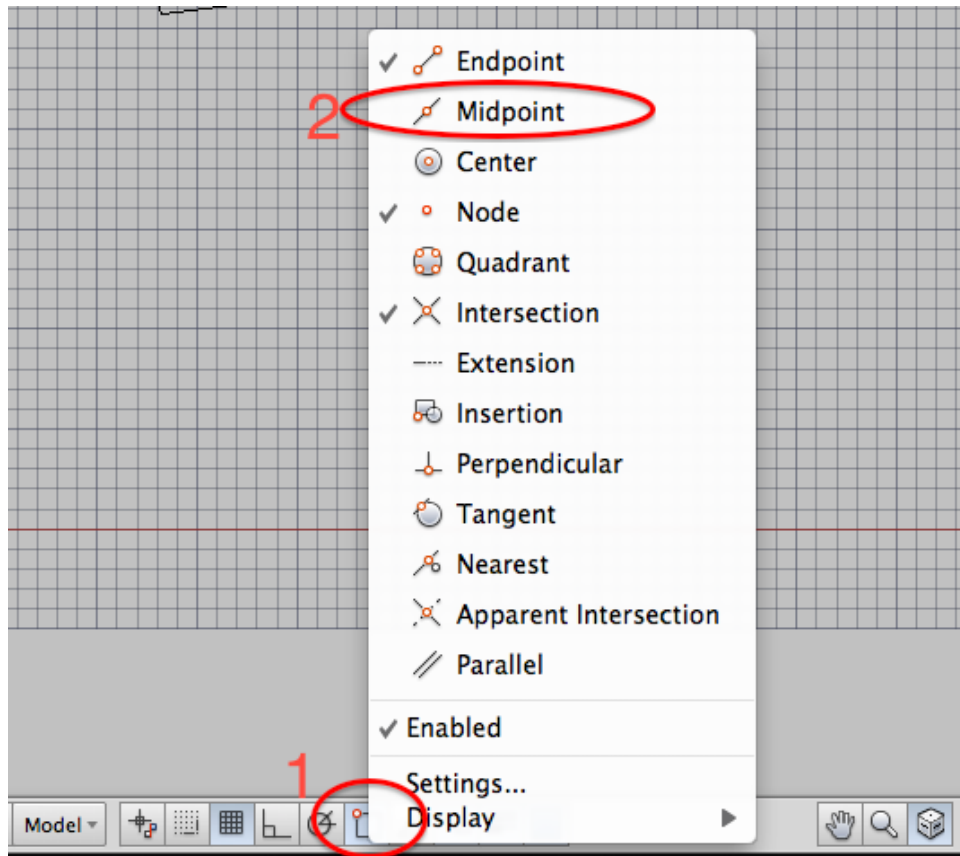 Endpoint
2 Midpoint
Center
Node
Quadrant
Intersection
Extension
Insertion
Perpendicular
Tangent
Nearest
Apparent Intersection
Parallel
Enabled
1
Settings...
Model
Display